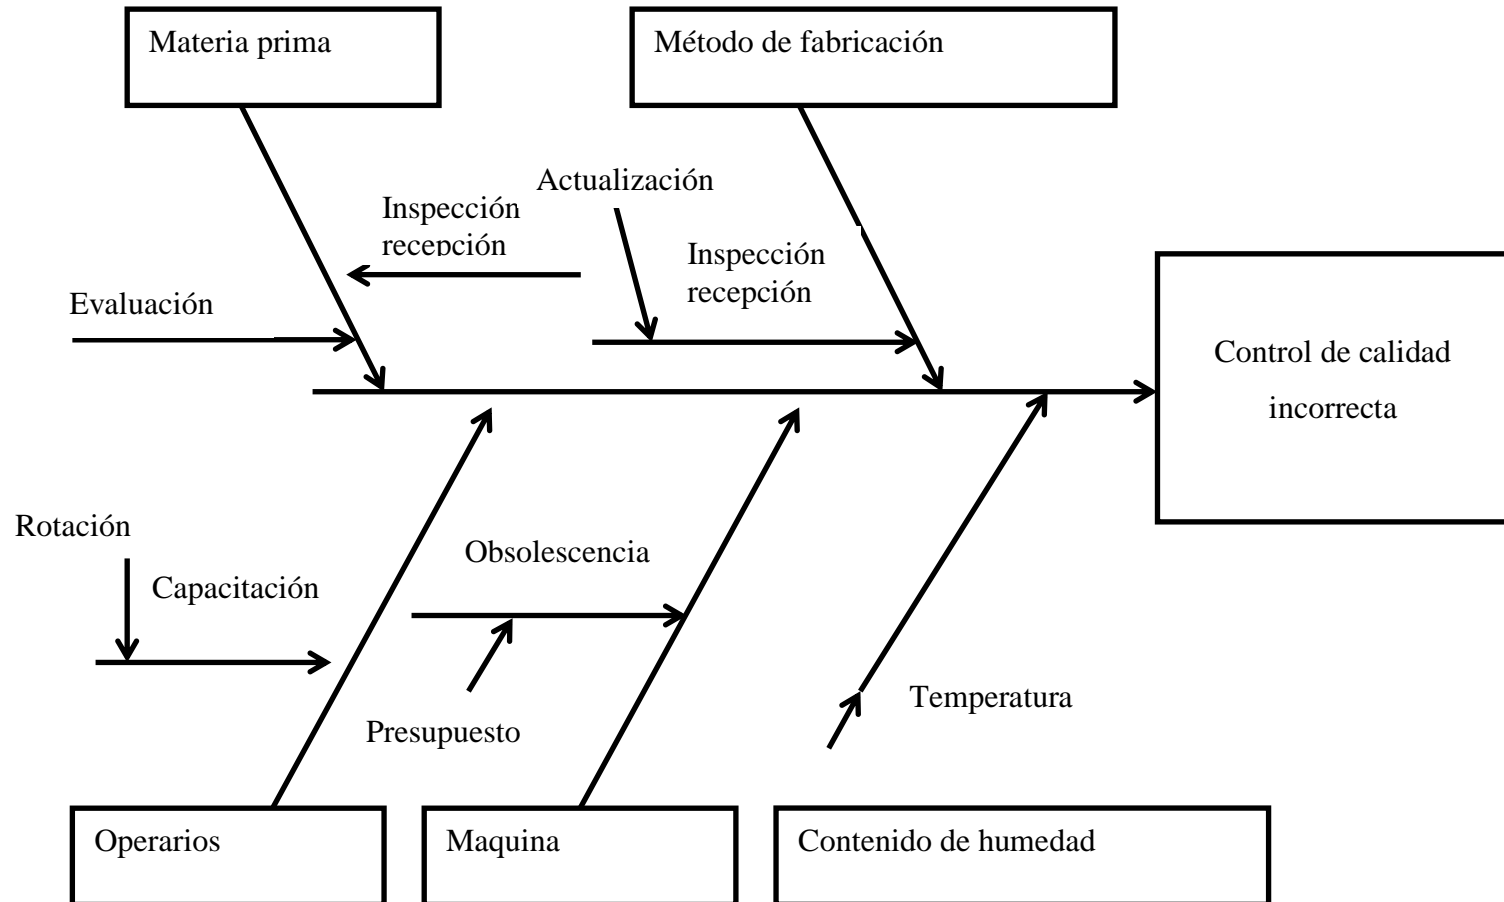 Materia prima
Método de fabricación
Actualización
Inspección
recepción
Inspección
recepción
Evaluación
Control de calidad
incorrecta
Rotación
Obsolescencia
Capacitación
Temperatura
Presupuesto
Operarios
Maquina
Contenido de humedad